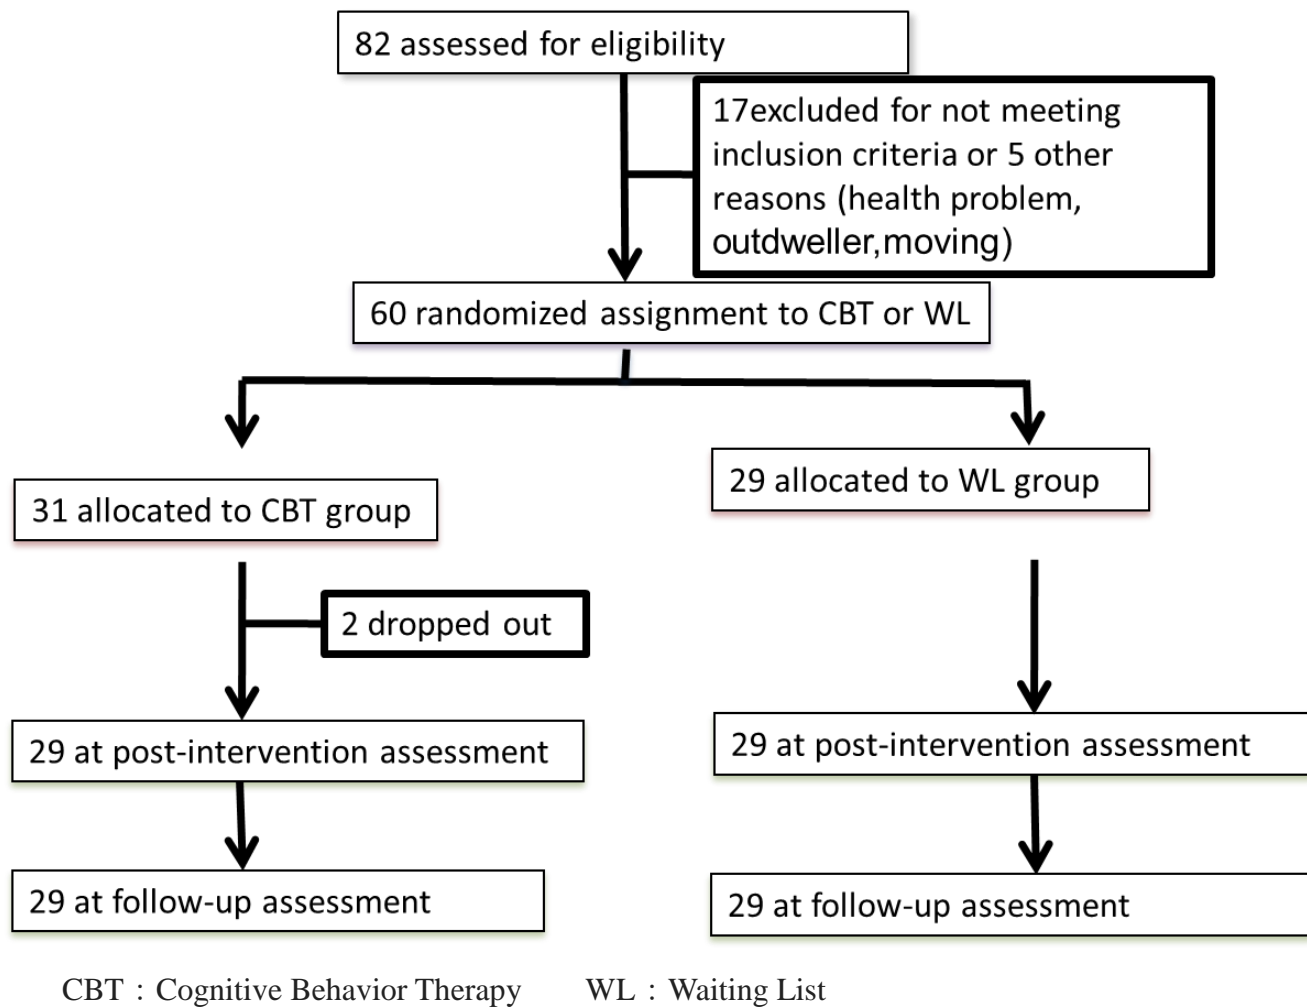 82 assessed for eligibility
17excluded for not meeting
inclusion criteria or 5 other
reasons (health problem,
outdweller,moving)
60 randomized assignment to CBT or WL
31 allocated to CBT group
29 allocated to WL group
2 dropped out
29 at post-intervention assessment
29 at post-intervention assessment
29 at follow-up assessment
29 at follow-up assessment
CBT : Cognitive Behavior Therapy WL : Waiting List